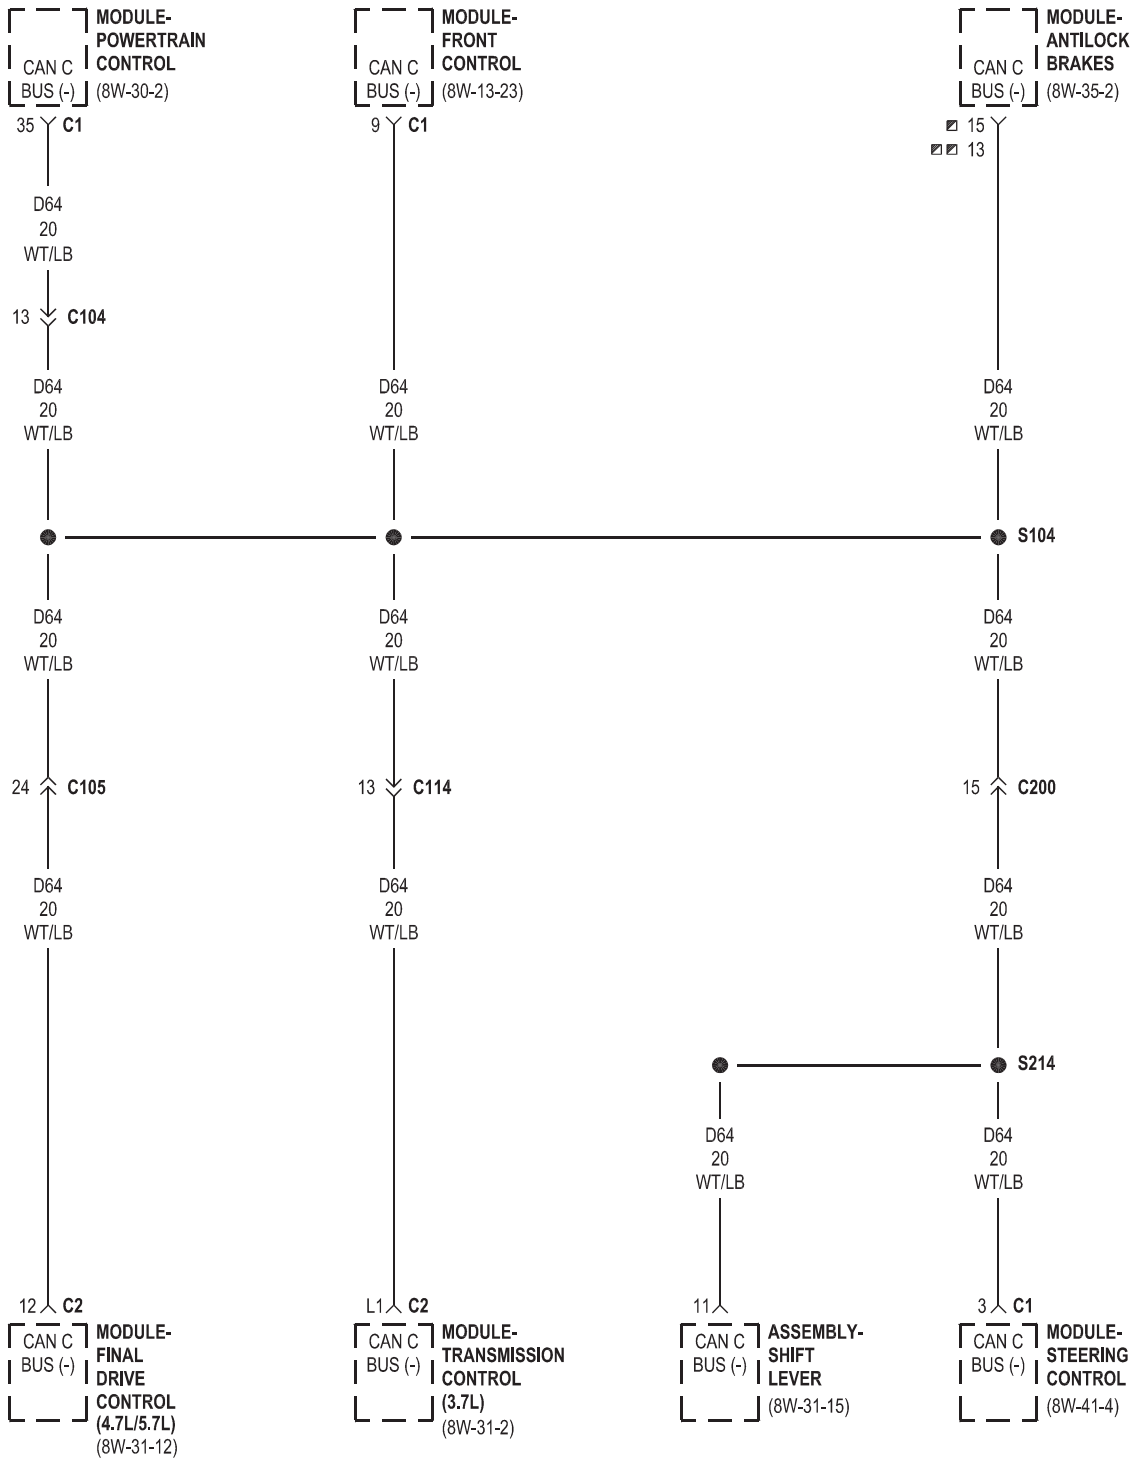 MODULE-
POWERTRAIN
CONTROL
(8W-30-2)
CAN C
BUS (-)
35 C1
MODULE-
FRONT
CONTROL
(8W-13-23)
CAN C
BUS (-)
9 C1
MODULE-
ANTILOCK
BRAKES
(8W-35-2)
CAN C
BUS (-)
15
13
D64
20
WT/LB
13 C104
D64
20
WT/LB
D64
20
WT/LB
D64
20
WT/LB
S104
D64
20
WT/LB
D64
20
WT/LB
D64
20
WT/LB
24 C105
13 C114
15 C200
D64
20
WT/LB
D64
20
WT/LB
D64
20
WT/LB
S214
D64
20
WT/LB
D64
20
WT/LB
12 C2
CAN C
BUS (-)
MODULE-
FINAL
DRIVE
CONTROL
(4.7L/5.7L)
(8W-31-12)
L1 C2
CAN C
BUS (-)
MODULE-
TRANSMISSION
CONTROL
(3.7L)
(8W-31-2)
11
CAN C
BUS (-)
ASSEMBLY-
SHIFT
LEVER
(8W-31-15)
3 C1
CAN C
BUS (-)
MODULE-
STEERING
CONTROL
(8W-41-4)